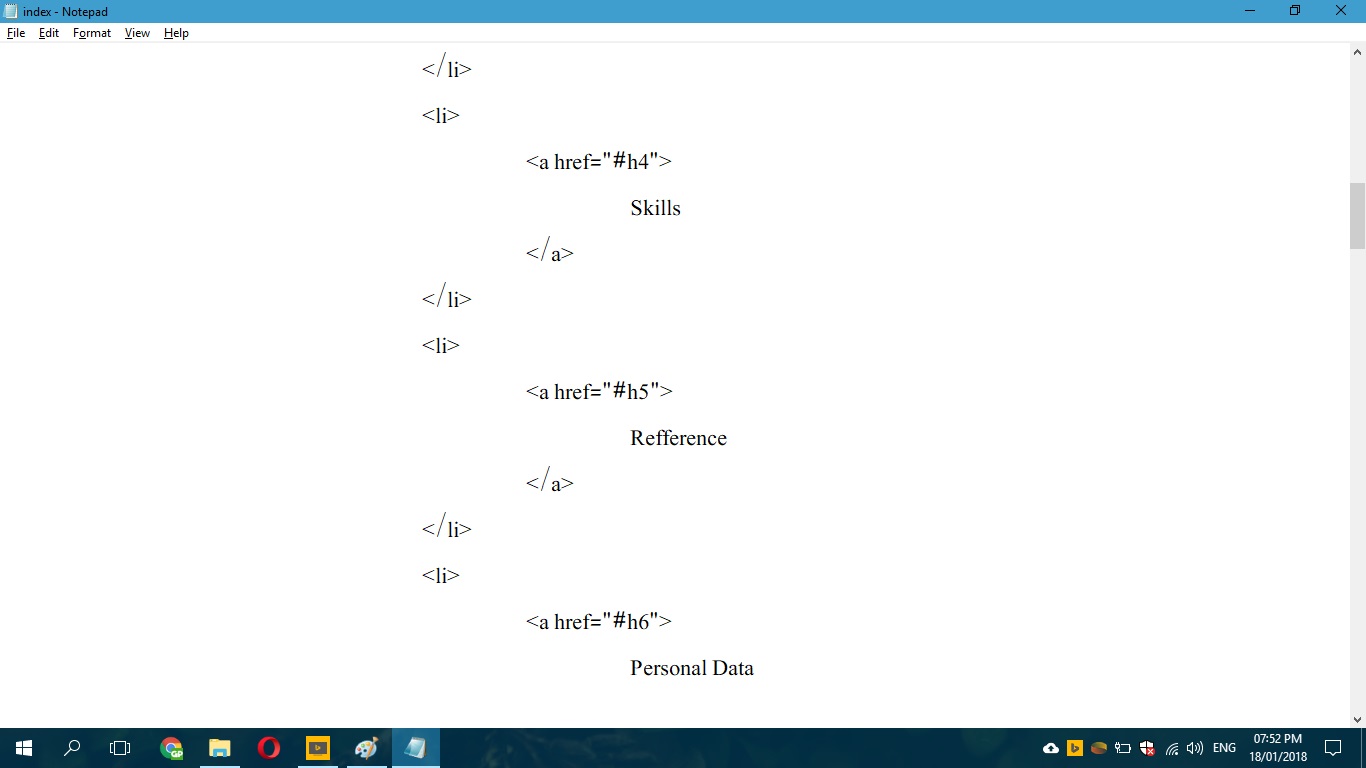 index - Notepad
File Edit Format View Help
</li>
<li>
<a href="#h4">
Skills
</a>
</li>
<li>
<a href="#h5">
Refference
</a>
</li>
<li>
<a href="#h6">
Personal Data
GP
b
b
ENG
07:52 PM
18/01/2018